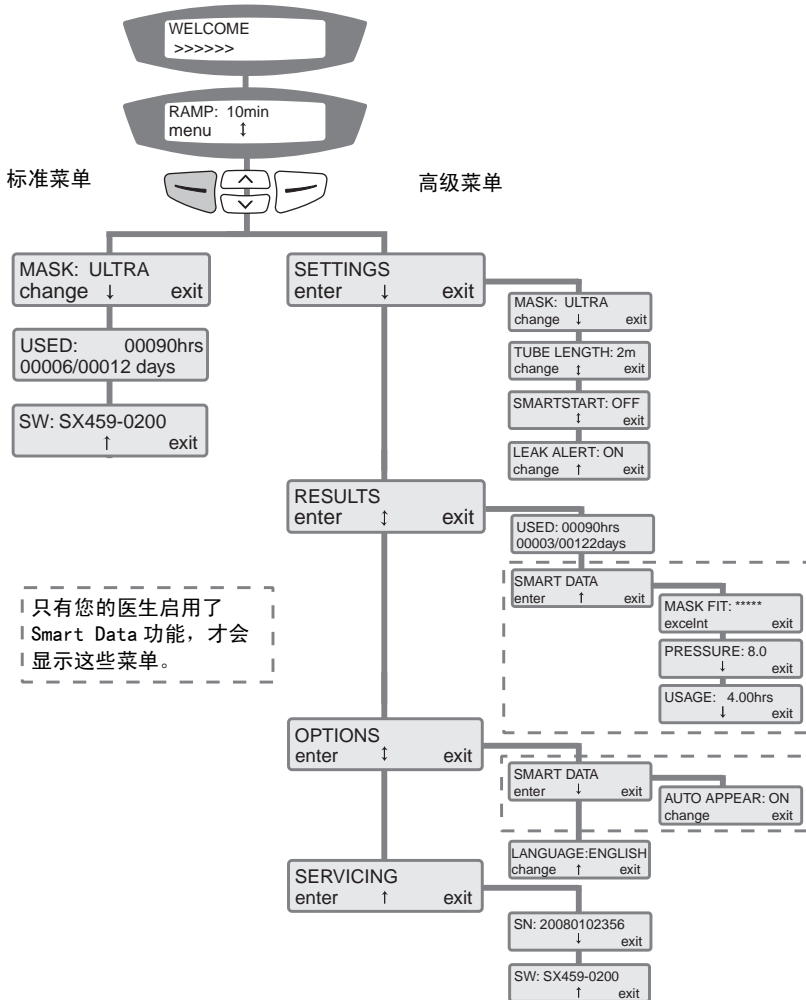 WELCOME
>>>>>>
RAMP: 10min
menu ↕
标准菜单
高级菜单
MASK: ULTRA
change ↓ exit
USED: 00090hrs
00006/00012 days
SW: SX459-0200
↑ exit
SETTINGS
enter ↓ exit
MASK: ULTRA
change ↓ exit
TUBE LENGTH: 2m
change ↕ exit
SMARTSTART: OFF
↕ exit
LEAK ALERT: ON
change ↑ exit
RESULTS
enter ↕ exit
USED: 00090hrs
00003/00122days
SMART DATA
enter ↑ exit
MASK FIT: *****
excelnt exit
PRESSURE: 8.0
↓ exit
USAGE: 4.00hrs
↓ exit
只有您的医生启用了
Smart Data 功能，才会
显示这些菜单。
OPTIONS
enter ↕ exit
SMART DATA
enter ↓ exit
AUTO APPEAR: ON
change exit
LANGUAGE:ENGLISH
change ↑ exit
SERVICING
enter ↑ exit
SN: 20080102356
↓ exit
SW: SX459-0200
↑ exit